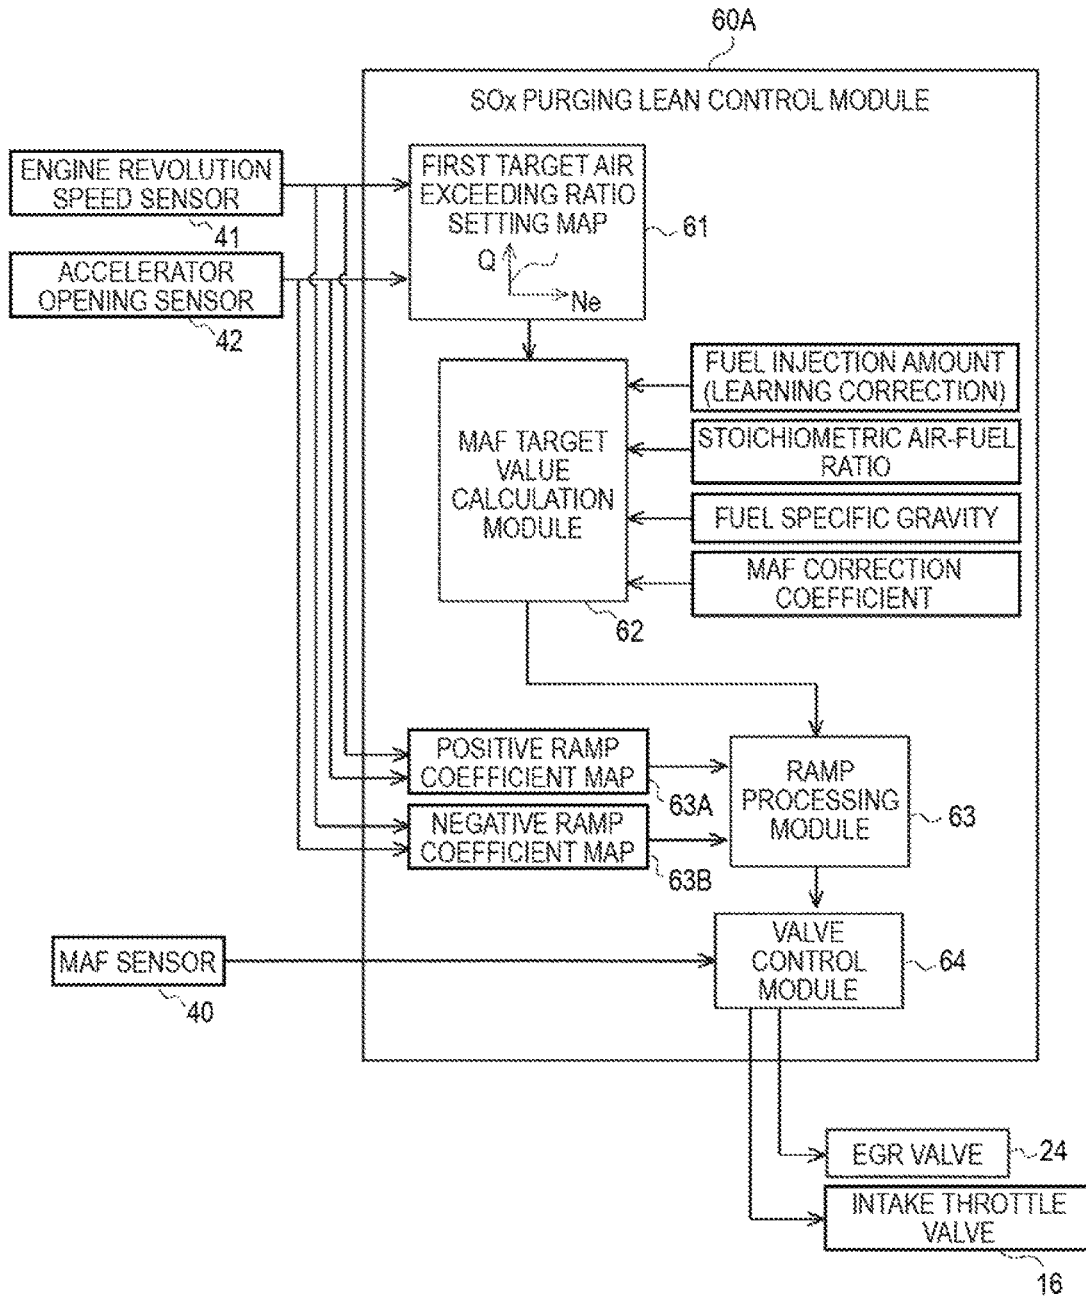 60A
SOx PURGING LEAN CONTROL MODULE
ENGINE REVOLUTION
SPEED SENSOR
41
ACCELERATOR
OPENING SENSOR
42
FIRST TARGET AIR
EXCEEDING RATIO
SETTING MAP
Q
Ne
61
MAF TARGET
VALUE
CALCULATION
MODULE
62
FUEL INJECTION AMOUNT
(LEARNING CORRECTION)
STOICHIOMETRIC AIR-FUEL
RATIO
FUEL SPECIFIC GRAVITY
MAF CORRECTION
COEFFICIENT
POSITIVE RAMP
COEFFICIENT MAP
63A
NEGATIVE RAMP
COEFFICIENT MAP
63B
RAMP
PROCESSING
MODULE
63
MAF SENSOR
40
VALVE
CONTROL
MODULE
64
EGR VALVE
24
INTAKE THROTTLE
VALVE
16